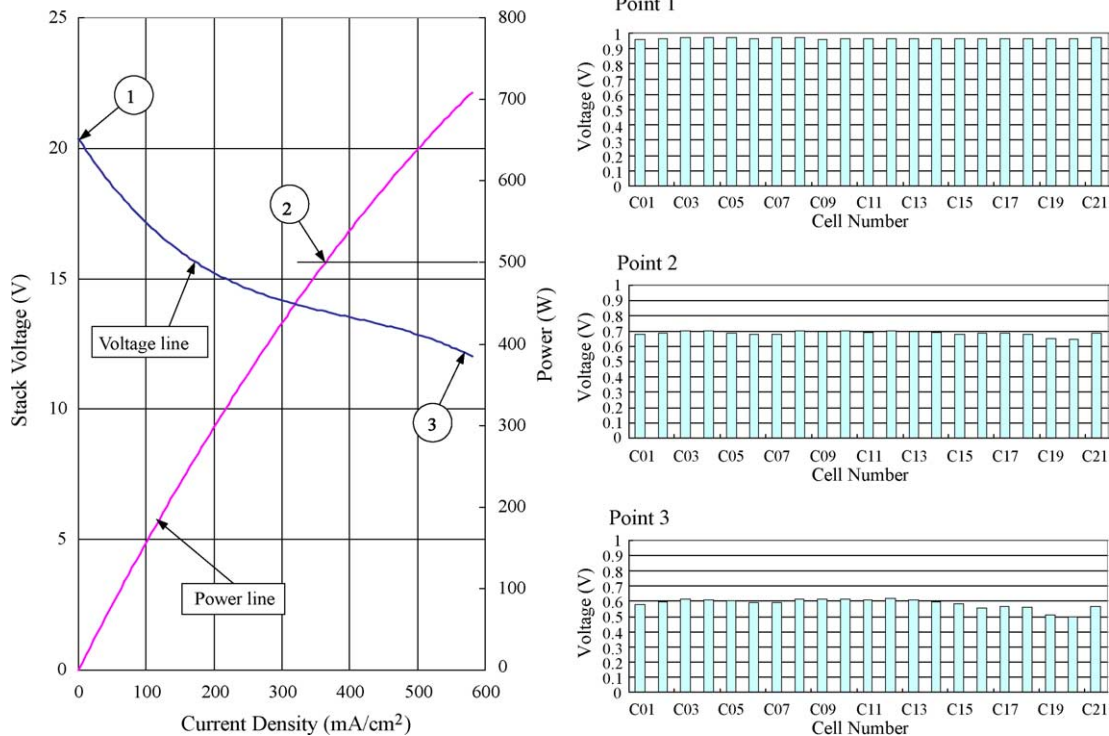 25
20
15
10
5
0
Stack Voltage (V)
800
700
600
500
400
300
200
100
0
Power (W)
0 100 200 300 400 500 600
Current Density (mA/cm²)
1
2
3
Voltage line
Power line
Point 1
1
0.9
0.8
0.7
0.6
0.5
0.4
0.3
0.2
0.1
0
Voltage (V)
C01 C03 C05 C07 C09 C11 C13 C15 C17 C19 C21
Cell Number
Point 2
1
0.9
0.8
0.7
0.6
0.5
0.4
0.3
0.2
0.1
0
Voltage (V)
C01 C03 C05 C07 C09 C11 C13 C15 C17 C19 C21
Cell Number
Point 3
1
0.9
0.8
0.7
0.6
0.5
0.4
0.3
0.2
0.1
0
Voltage (V)
C01 C03 C05 C07 C09 C11 C13 C15 C17 C19 C21
Cell Number